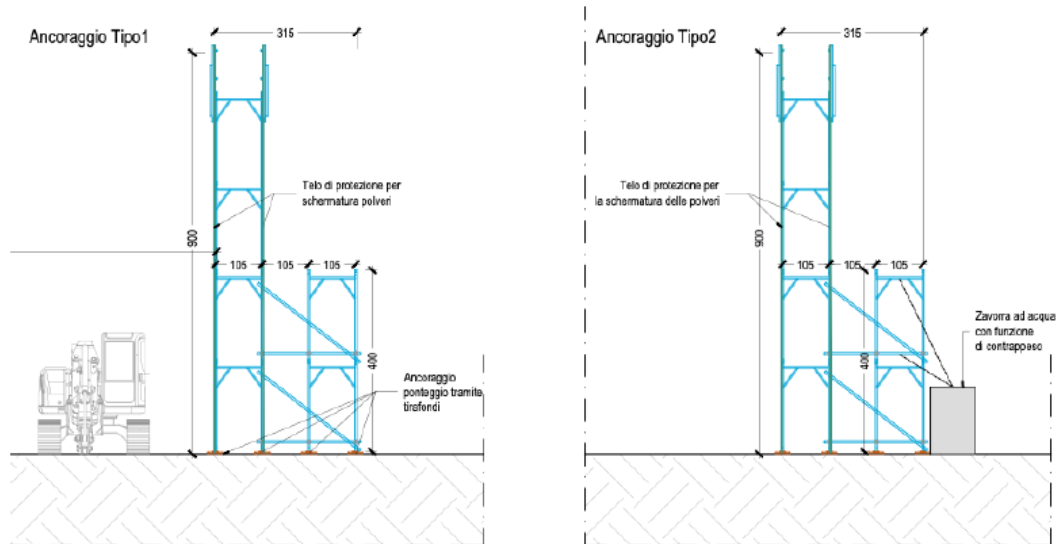 Ancoraggio Tipo1
315
Telo di protezione per
schermatura polveri
900
105
105
105
400
Ancoraggio
ponteggio tramite
tirafondi
Ancoraggio Tipo2
315
Telo di protezione per
la schermatura delle polveri
900
105
105
105
400
Zavorra ad acqua
con funzione
di contrappeso